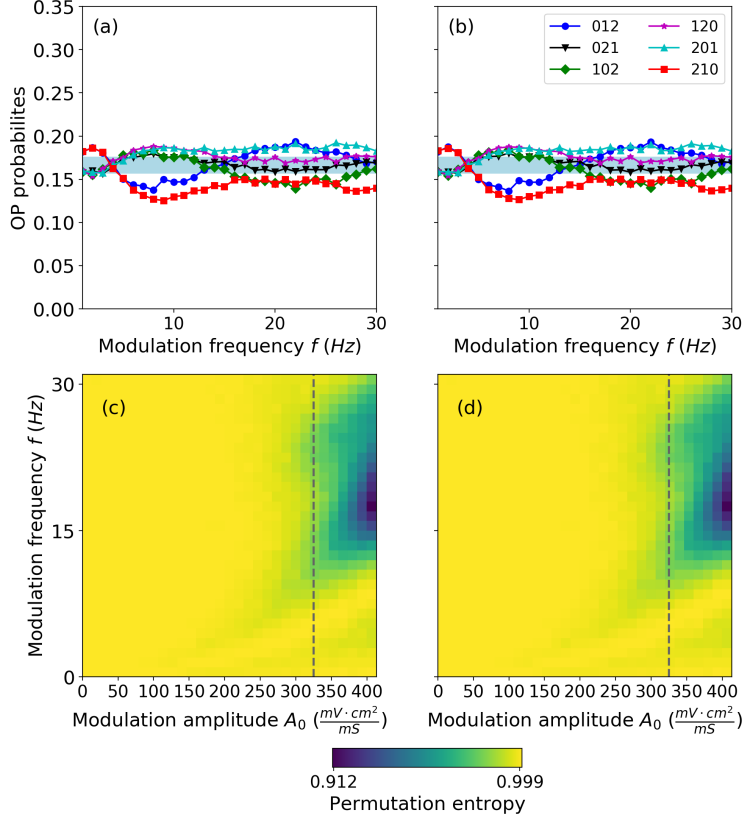 (a)
OP probabilites
0.35
0.30
0.25
0.20
0.15
0.10
0.05
0.00
10 20 30
Modulation frequency f (Hz)
(b)
012 120
021 201
102 210
10 20 30
Modulation frequency f (Hz)
(c)
Modulation frequency f (Hz)
30
15
0
0 50 100 150 200 250 300 350 400
Modulation amplitude A₀ (mV · cm²/mS)
(d)
0 50 100 150 200 250 300 350 400
Modulation amplitude A₀ (mV · cm²/mS)
0.912 0.999
Permutation entropy